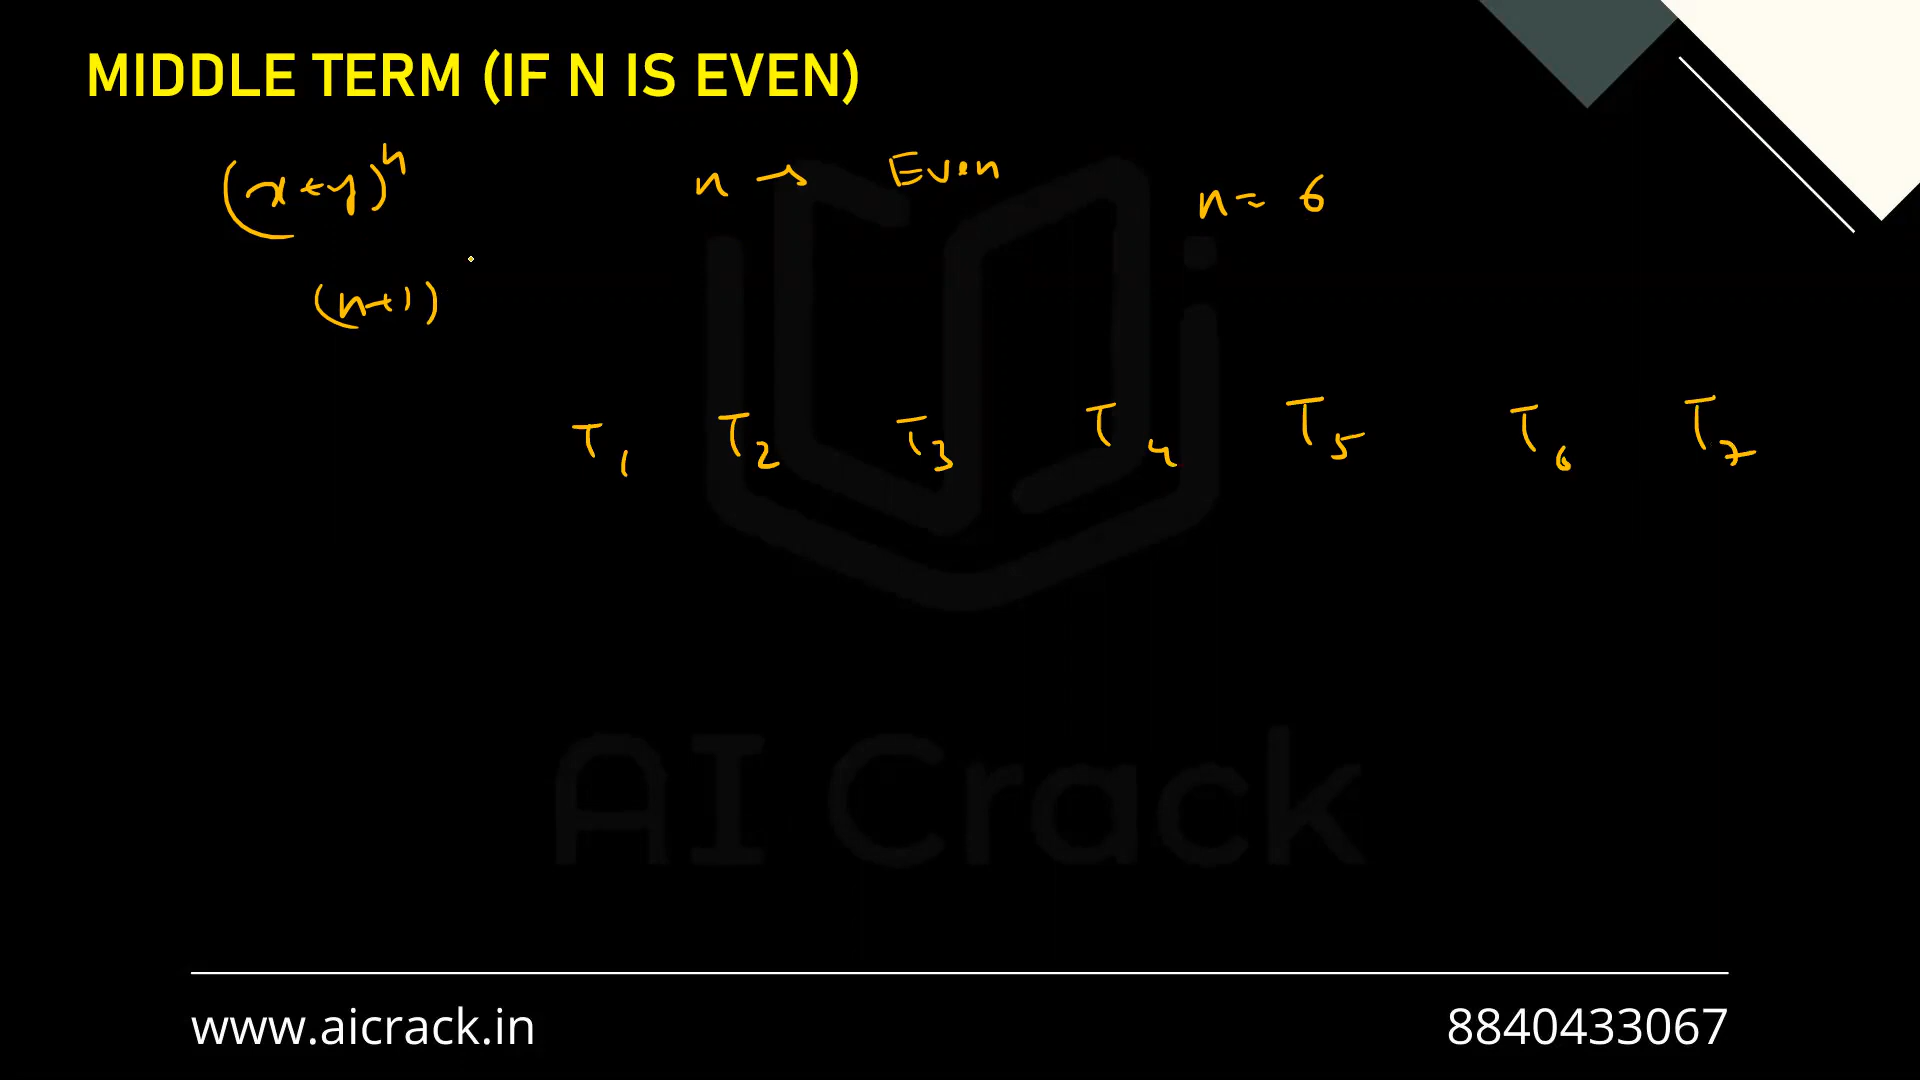 MIDDLE TERM (IF N IS EVEN)
(x+y)^n n → Even n = 6
(n+1)
T1 T2 T3 T4 T5 T6 T7
AI Crack
www.aicrack.in 8840433067